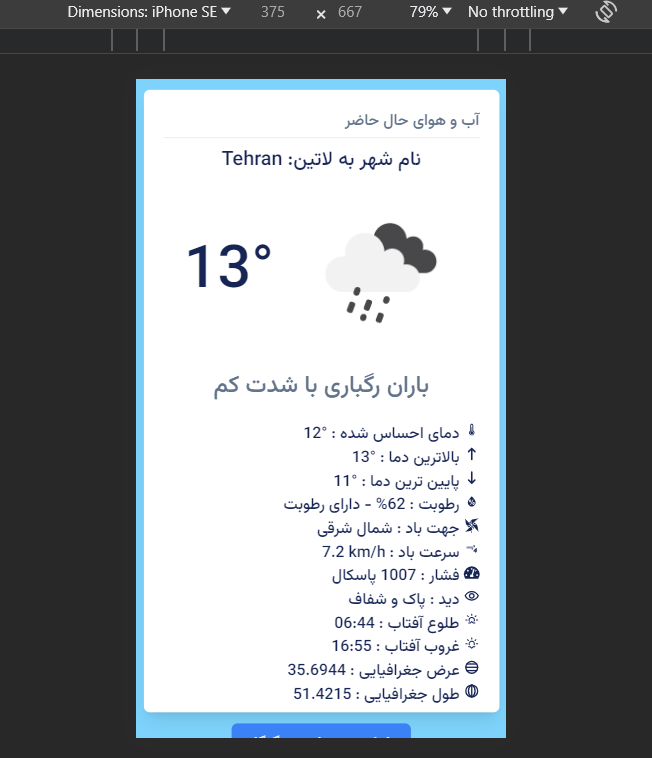 Dimensions: iPhone SE 375 × 667 79% No throttling
آب و هوای حال حاضر
نام شهر به لاتین: Tehran
13°
باران رگباری با شدت کم
دمای احساس شده : 12°
بالاترین دما : 13°
پایین ترین دما : 11°
رطوبت : 62% - دارای رطوبت
جهت باد : شمال شرقی
سرعت باد : 7.2 km/h
فشار : 1007 پاسکال
دید : پاک و شفاف
طلوع آفتاب : 06:44
غروب آفتاب : 16:55
عرض جغرافیایی : 35.6944
طول جغرافیایی : 51.4215